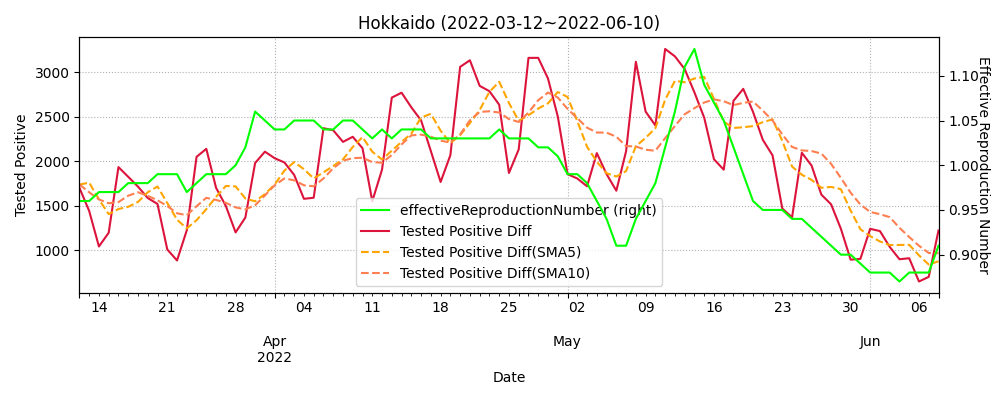 Hokkaido (2022-03-12~2022-06-10)
Tested Positive
3000
2500
2000
1500
1000
1.10
1.05
1.00
0.95
0.90
Effective Reproduction Number
effectiveReproductionNumber (right)
Tested Positive Diff
Tested Positive Diff(SMA5)
Tested Positive Diff(SMA10)
14 21 28 04 11 18 25 02 09 16 23 30 06
Apr May Jun
2022
Date